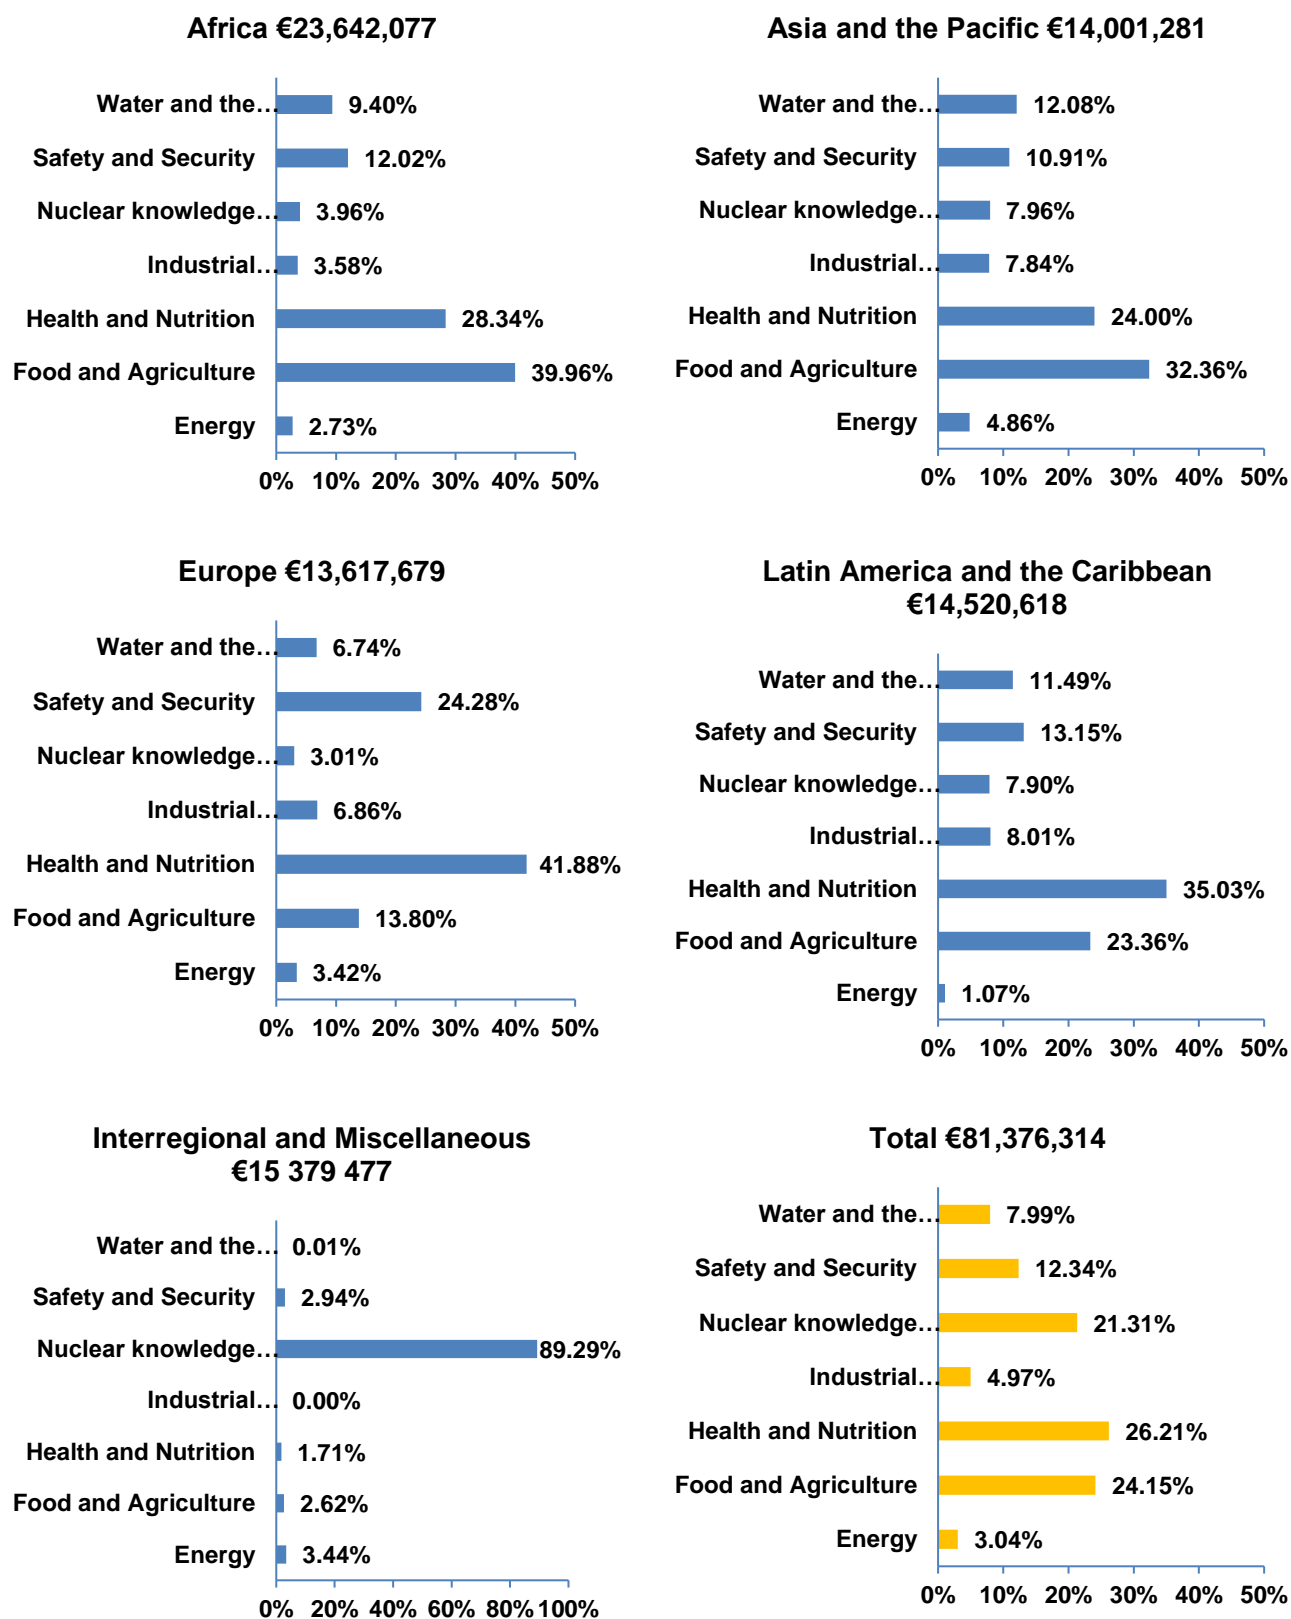 Africa €23,642,077
Water and the… 9.40%
Safety and Security 12.02%
Nuclear knowledge… 3.96%
Industrial… 3.58%
Health and Nutrition 28.34%
Food and Agriculture 39.96%
Energy 2.73%
0% 10% 20% 30% 40% 50%
Asia and the Pacific €14,001,281
Water and the… 12.08%
Safety and Security 10.91%
Nuclear knowledge… 7.96%
Industrial… 7.84%
Health and Nutrition 24.00%
Food and Agriculture 32.36%
Energy 4.86%
0% 10% 20% 30% 40% 50%
Europe €13,617,679
Water and the… 6.74%
Safety and Security 24.28%
Nuclear knowledge… 3.01%
Industrial… 6.86%
Health and Nutrition 41.88%
Food and Agriculture 13.80%
Energy 3.42%
0% 10% 20% 30% 40% 50%
Latin America and the Caribbean
€14,520,618
Water and the… 11.49%
Safety and Security 13.15%
Nuclear knowledge… 7.90%
Industrial… 8.01%
Health and Nutrition 35.03%
Food and Agriculture 23.36%
Energy 1.07%
0% 10% 20% 30% 40% 50%
Interregional and Miscellaneous
€15 379 477
Water and the… 0.01%
Safety and Security 2.94%
Nuclear knowledge… 89.29%
Industrial… 0.00%
Health and Nutrition 1.71%
Food and Agriculture 2.62%
Energy 3.44%
0% 20% 40% 60% 80% 100%
Total €81,376,314
Water and the… 7.99%
Safety and Security 12.34%
Nuclear knowledge… 21.31%
Industrial… 4.97%
Health and Nutrition 26.21%
Food and Agriculture 24.15%
Energy 3.04%
0% 10% 20% 30% 40% 50%